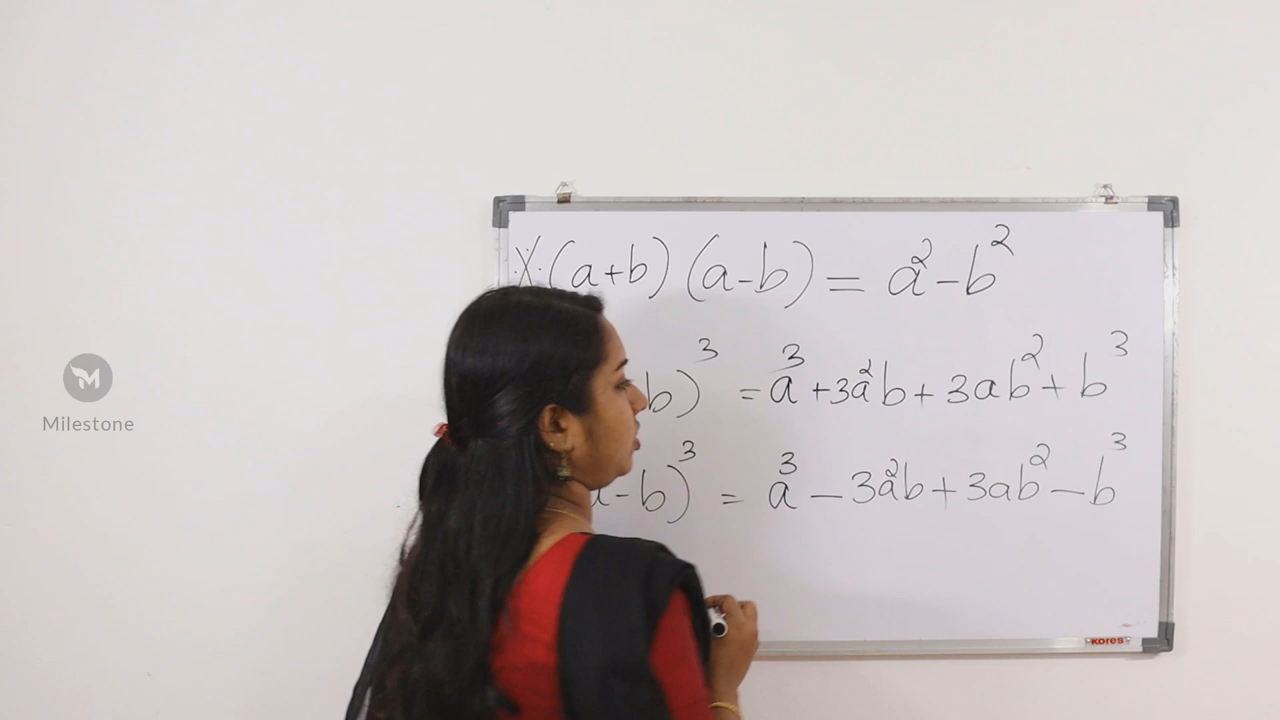 Milestone
(a+b) (a-b) = a² - b²
b)³ = a³ + 3a²b + 3ab² + b³
-b)³ = a³ - 3a²b + 3ab² - b³
KORES